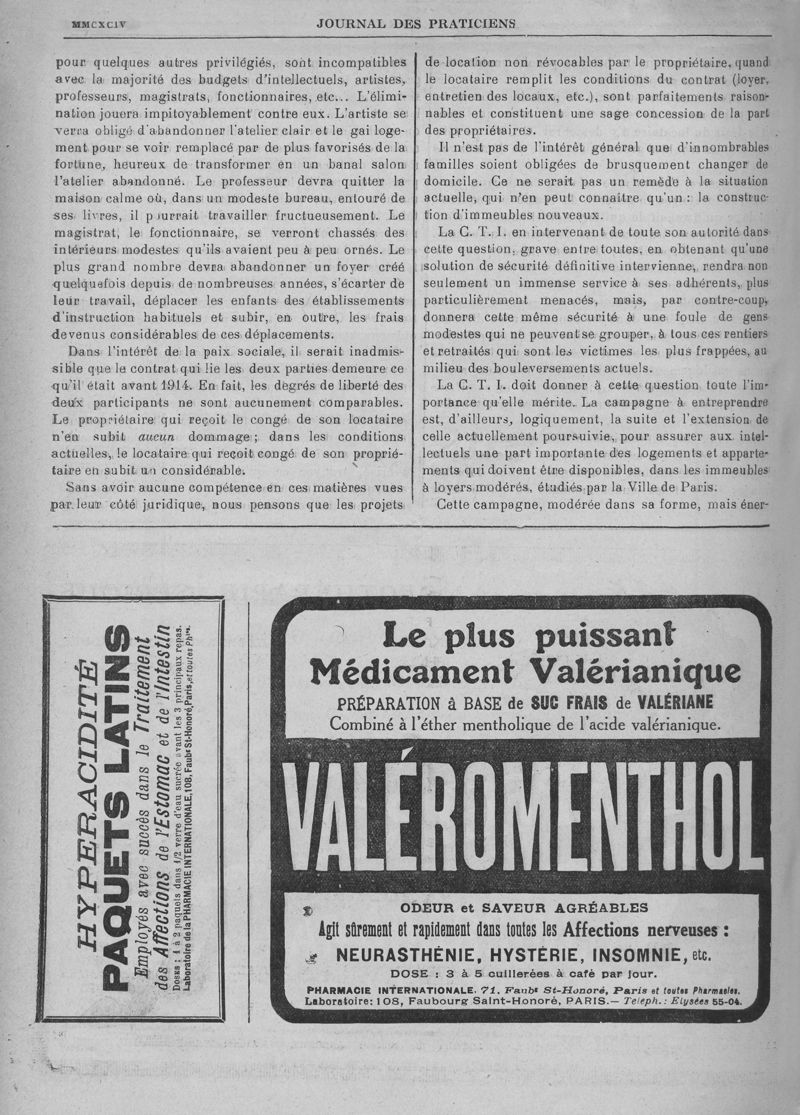 MMCXCIV
JOURNAL DES PRATICIENS
pour quelques autres privilégiés, sont incompatibles
avec la majorité des budgets d'intellectuels, artistes,
professeurs, magistrats, fonctionnaires, etc... L'élimi-
nation jouera impitoyablement contre eux. L'artiste se
verra obligé d'abandonner l'atelier clair et le gai loge-
ment pour se voir remplacé par de plus favorisés de la
fortune, heureux de transformer en un banal salon
l'atelier abandonné. Le professeur devra quitter la
maison calme où, dans un modeste bureau, entouré de
ses livres, il pourrait travailler fructueusement. Le
magistrat, le fonctionnaire, se verront chassés des
intérieurs modestes qu'ils avaient peu à peu ornés. Le
plus grand nombre devra abandonner un foyer créé
quelquefois depuis de nombreuses années, s'écarter de
leur travail, déplacer les enfants des établissements
d'instruction habituels et subir, en outre, les frais
devenus considérables de ces déplacements.
Dans l'intérêt de la paix sociale, il serait inadmis-
sible que le contrat qui lie les deux parties demeure ce
qu'il était avant 1914. En fait, les degrés de liberté des
deux participants ne sont aucunement comparables.
Le propriétaire qui reçoit le congé de son locataire
n'en subit aucun dommage ; dans les conditions
actuelles, le locataire qui reçoit congé de son proprié-
taire en subit un considérable.
Sans avoir aucune compétence en ces matières vues
par leur côté juridique, nous pensons que les projets
de location non révocables par le propriétaire, quand
le locataire remplit les conditions du contrat (loyer,
entretien des locaux, etc.), sont parfaitements raison-
nables et constituent une sage concession de la part
des propriétaires.
Il n'est pas de l'intérêt général que d'innombrables
familles soient obligées de brusquement changer de
domicile. Ce ne serait pas un remède à la situation
actuelle, qui n'en peut connaitre qu'un : la construc-
tion d'immeubles nouveaux.
La C. T. I. en intervenant de toute son autorité dans
cette question, grave entre toutes, en obtenant qu'une
solution de sécurité définitive intervienne, rendra non
seulement un immense service à ses adhérents, plus
particulièrement menacés, mais, par contre-coup,
donnera cette même sécurité à une foule de gens
modestes qui ne peuvent se grouper, à tous ces rentiers
et retraités qui sont les victimes les plus frappées, au
milieu des bouleversements actuels.
La C. T. I. doit donner à cette question toute l'im-
portance qu'elle mérite. La campagne à entreprendre
est, d'ailleurs, logiquement, la suite et l'extension de
celle actuellement poursuivie, pour assurer aux intel-
lectuels une part importante des logements et apparte-
ments qui doivent être disponibles, dans les immeubles
à loyers modérés, étudiés par la Ville de Paris.
Cette campagne, modérée dans sa forme, mais éner-
HYPERACIDITÉ
PAQUETS LATINS
Employés avec succès dans le Traitement
des Affections de l'Estomac et de l'Intestin
DOSES : 1 à 2 paquets dans 1/2 verre d'eau sucrée avant les 3 principaux repas.
Laboratoire de la PHARMACIE INTERNATIONALE, 108, Faubg St-Honoré, Paris, et toutes Phies.
Le plus puissant
Médicament Valérianique
PRÉPARATION à BASE de SUC FRAIS de VALÉRIANE
Combiné à l'éther mentholique de l'acide valérianique.
VALÉROMENTHOL
ODEUR et SAVEUR AGRÉABLES
Agit sûrement et rapidement dans toutes les Affections nerveuses :
NEURASTHÉNIE, HYSTÉRIE, INSOMNIE, etc.
DOSE : 3 à 5 cuillerées à café par jour.
PHARMACIE INTERNATIONALE. 71, Faubg St-Honoré, Paris et toutes Pharmacies.
Laboratoire: 108, Faubourg Saint-Honoré, PARIS.— Téléph.: Elysées 55-04.